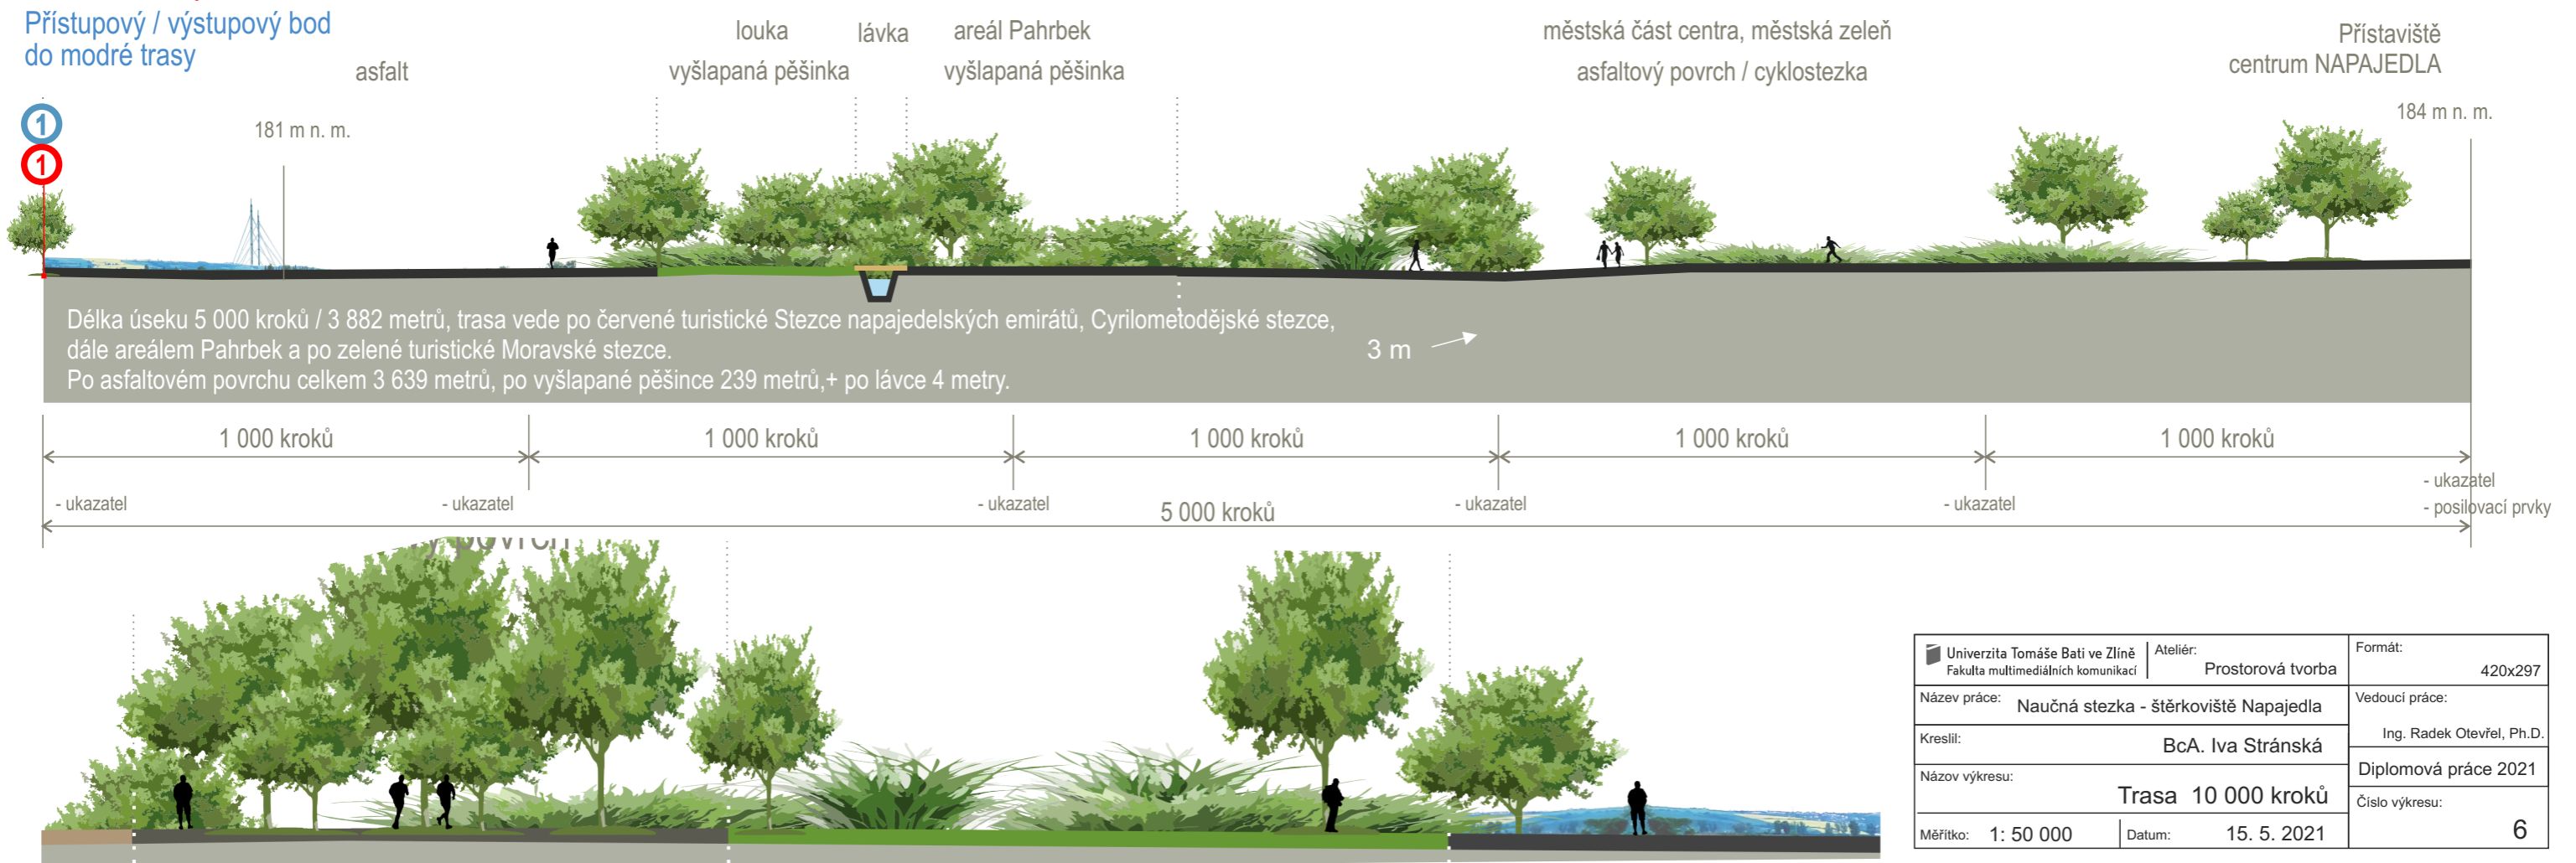 Přístupový / výstupový bod
do modré trasy
asfalt
louka
vyšlapaná pěšinka
lávka
areál Pahrbek
vyšlapaná pěšinka
městská část centra, městská zeleň
asfaltový povrch / cyklostezka
Přístaviště
centrum NAPAJEDLA
1
1
181 m n. m.
184 m n. m.
Délka úseku 5 000 kroků / 3 882 metrů, trasa vede po červené turistické Stezce napajedelských emirátů, Cyrilometodějské stezce,
dále areálem Pahrbek a po zelené turistické Moravské stezce.
Po asfaltovém povrchu celkem 3 639 metrů, po vyšlapané pěšince 239 metrů,+ po lávce 4 metry.
3 m
1 000 kroků
1 000 kroků
1 000 kroků
1 000 kroků
1 000 kroků
- ukazatel
- ukazatel
- ukazatel
- ukazatel
- ukazatel
- ukazatel
- posilovací prvky
5 000 kroků
povrch
Univerzita Tomáše Bati ve Zlíně
Fakulta multimediálních komunikací
Ateliér:
Prostorová tvorba
Formát:
420x297
Název práce: Naučná stezka - štěrkoviště Napajedla
Vedoucí práce:
Ing. Radek Otevřel, Ph.D.
Kreslil:
BcA. Iva Stránská
Diplomová práce 2021
Názov výkresu:
Trasa 10 000 kroků
Číslo výkresu:
6
Měřítko: 1: 50 000
Datum: 15. 5. 2021